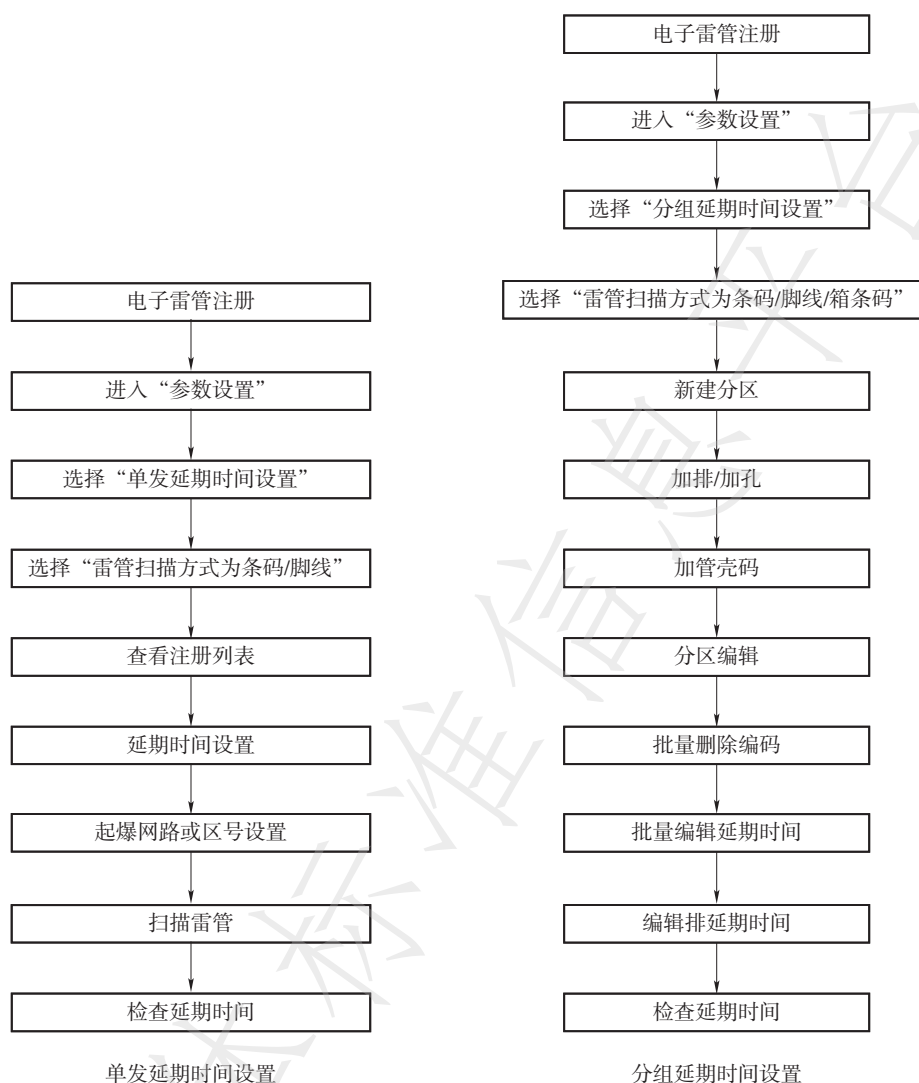 电子雷管注册
进入“参数设置”
选择“单发延期时间设置”
选择“雷管扫描方式为条码/脚线”
查看注册列表
延期时间设置
起爆网路或区号设置
扫描雷管
检查延期时间
单发延期时间设置
电子雷管注册
进入“参数设置”
选择“分组延期时间设置”
选择“雷管扫描方式为条码/脚线/箱条码”
新建分区
加排/加孔
加管壳码
分区编辑
批量删除编码
批量编辑延期时间
编辑排延期时间
检查延期时间
分组延期时间设置
标准信息平台